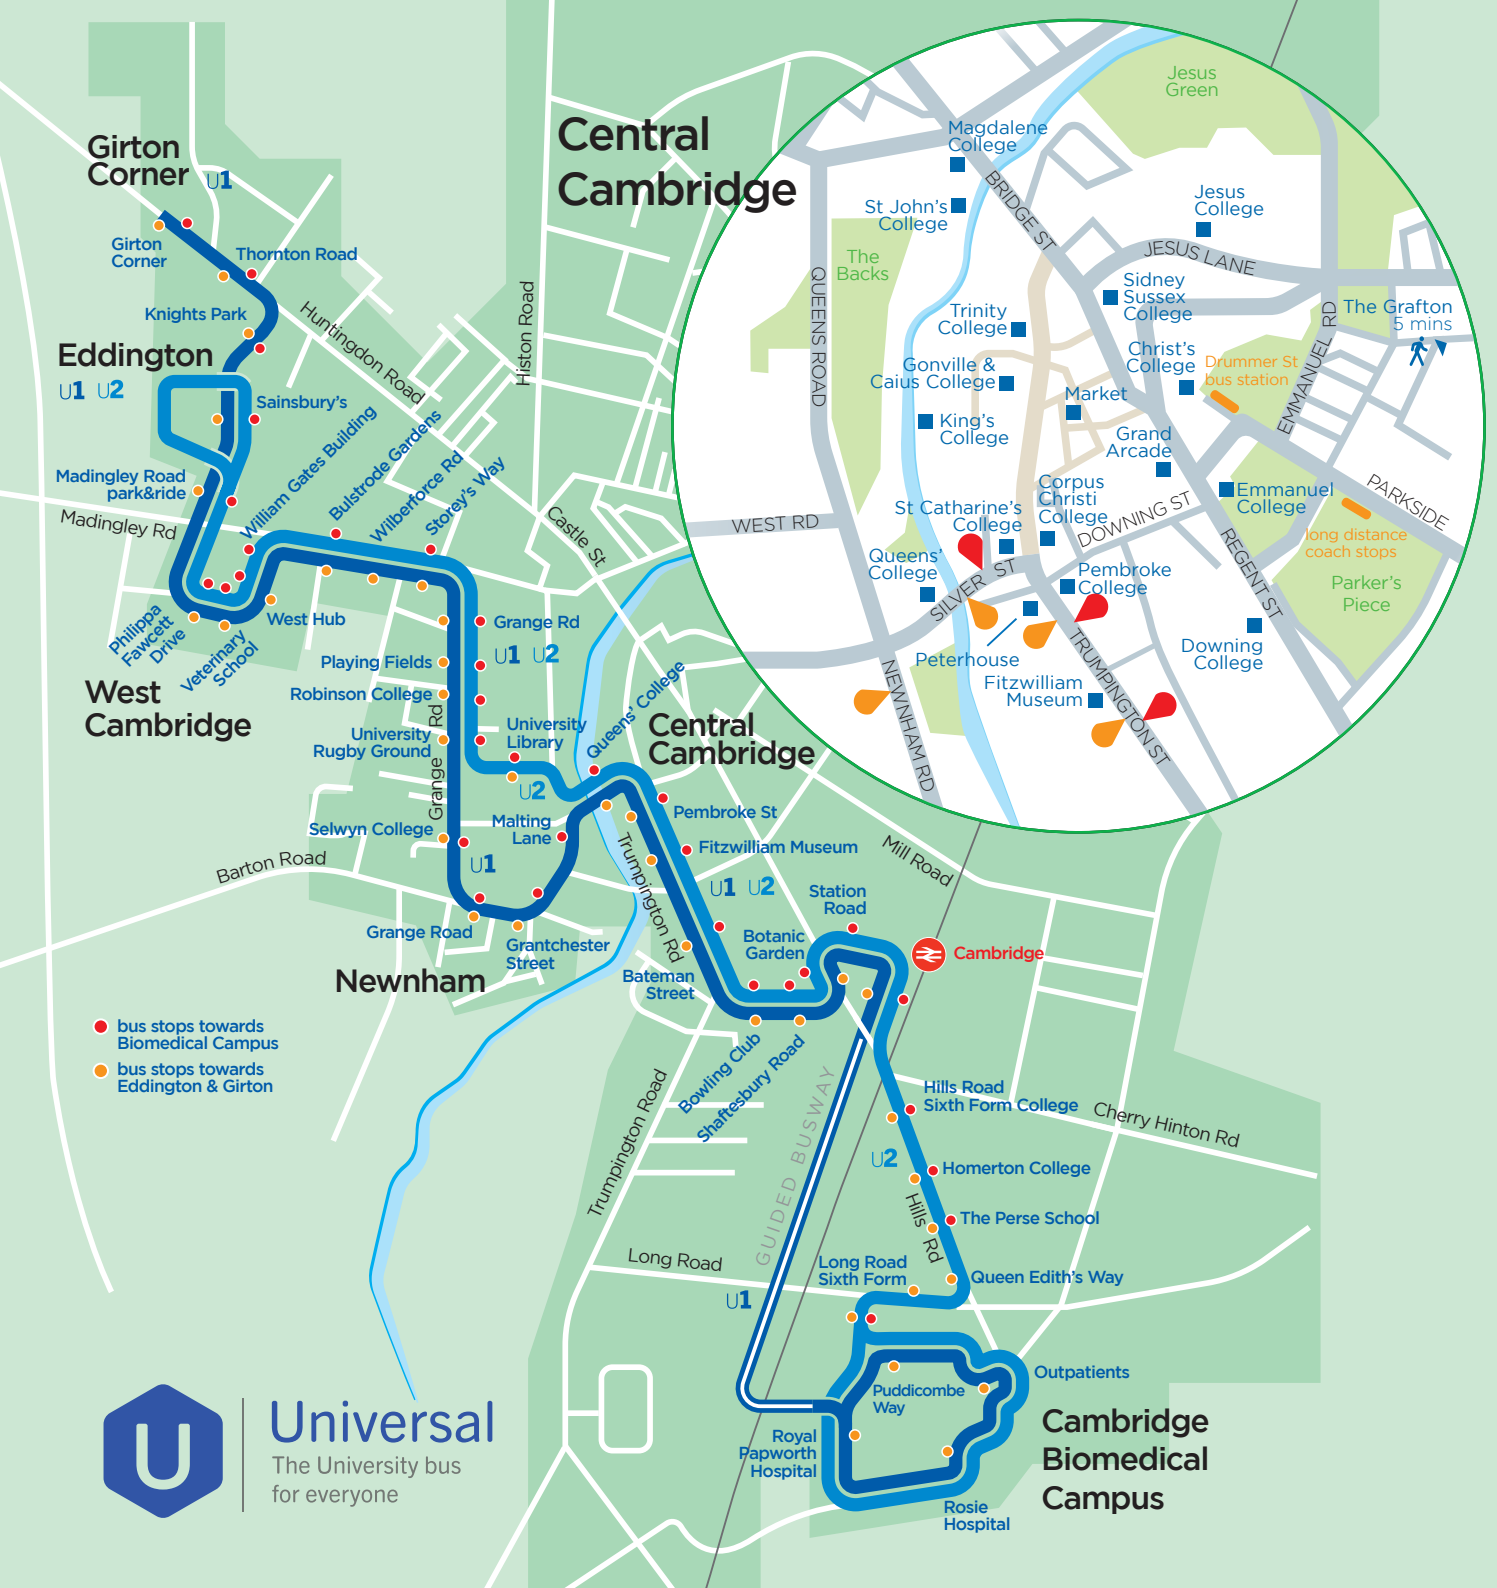 Central
Cambridge
Girton
Corner
U1
Girton
Corner
Thornton Road
Knights Park
Huntingdon Road
Histon Road
Eddington
U1 U2
Sainsbury's
Madingley Road
park&ride
William Gates Building
Bulstrode Gardens
Wilberforce Rd
Storey's Way
Madingley Rd
Castle St
Philippa
Fawcett
Drive
Veterinary
School
West Hub
West
Cambridge
Grange Rd
U1 U2
Playing Fields
Robinson College
University
Rugby Ground
Grange Rd
University
Library
U2
Queens' College
Central
Cambridge
Selwyn College
Malting
Lane
U1
Barton Road
Grange Road
Grantchester
Street
Newnham
Pembroke St
Fitzwilliam Museum
U1 U2
Trumpington Rd
Station
Road
Botanic
Garden
Bateman
Street
Mill Road
Cambridge
bus stops towards
Biomedical Campus
bus stops towards
Eddington & Girton
Bowling Club
Shaftesbury Road
Trumpington Road
GUIDED BUSWAY
Hills Road
Sixth Form College
Cherry Hinton Rd
U2
Homerton College
Hills Rd
The Perse School
Long Road
Long Road
Sixth Form
Queen Edith's Way
U1
Outpatients
Puddicombe
Way
Royal
Papworth
Hospital
Rosie
Hospital
Cambridge
Biomedical
Campus
U
Universal
The University bus
for everyone
Jesus
Green
Magdalene
College
BRIDGE ST
St John's
College
Jesus
College
JESUS LANE
The
Backs
QUEENS ROAD
Sidney
Sussex
College
Trinity
College
EMMANUEL RD
The Grafton
5 mins
Christ's
College
Drummer St
bus station
Gonville &
Caius College
Market
King's
College
Grand
Arcade
Corpus
Christi
College
St Catharine's
College
DOWNING ST
Emmanuel
College
PARKSIDE
long distance
coach stops
WEST RD
Queens'
College
SILVER ST
Pembroke
College
REGENT ST
Parker's
Piece
Peterhouse
TRUMPINGTON ST
Downing
College
Fitzwilliam
Museum
NEWNHAM RD